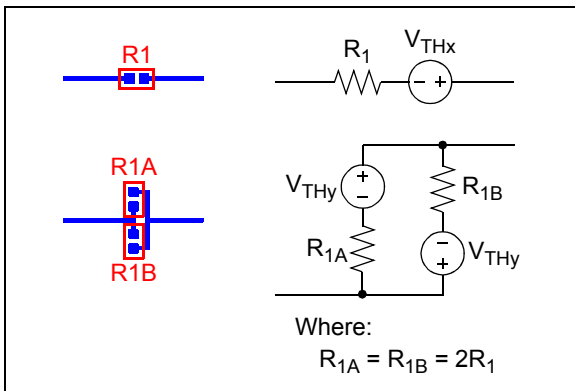 R1
R1 VTHx
R1A
R1B
+
−
VTHy
R1A
R1B
−
+
VTHy
− +
Where:
R1A = R1B = 2R1